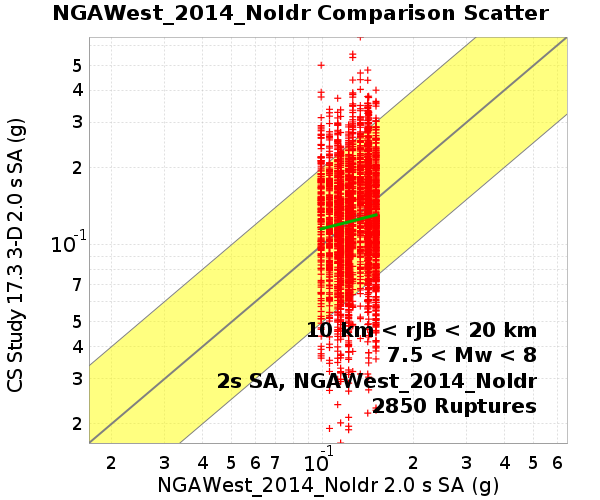 NGAWest_2014_NoIdr Comparison Scatter
CS Study 17.3 3-D 2.0 s SA (g)
5
4
3
2
10-1
7
5
4
3
2
10 km < rJB < 20 km
7.5 < Mw < 8
2s SA, NGAWest_2014_NoIdr
2850 Ruptures
2 3 4 5 6 7 10-1 2 3 4 5 6
NGAWest_2014_NoIdr 2.0 s SA (g)